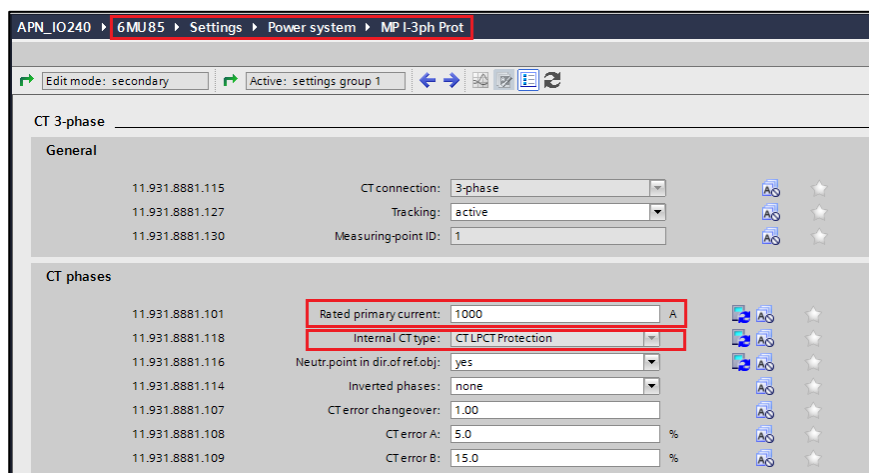 APN_IO240 ▸ 6MU85 ▸ Settings ▸ Power system ▸ MP I-3ph Prot
Edit mode: secondary Active: settings group 1
CT 3-phase
General
11.931.8881.115 CT connection: 3-phase
11.931.8881.127 Tracking: active
11.931.8881.130 Measuring-point ID: 1
CT phases
11.931.8881.101 Rated primary current: 1000 A
11.931.8881.118 Internal CT type: CT LPCT Protection
11.931.8881.116 Neutr.point in dir.of ref.obj: yes
11.931.8881.114 Inverted phases: none
11.931.8881.107 CT error changeover: 1.00
11.931.8881.108 CT error A: 5.0 %
11.931.8881.109 CT error B: 15.0 %